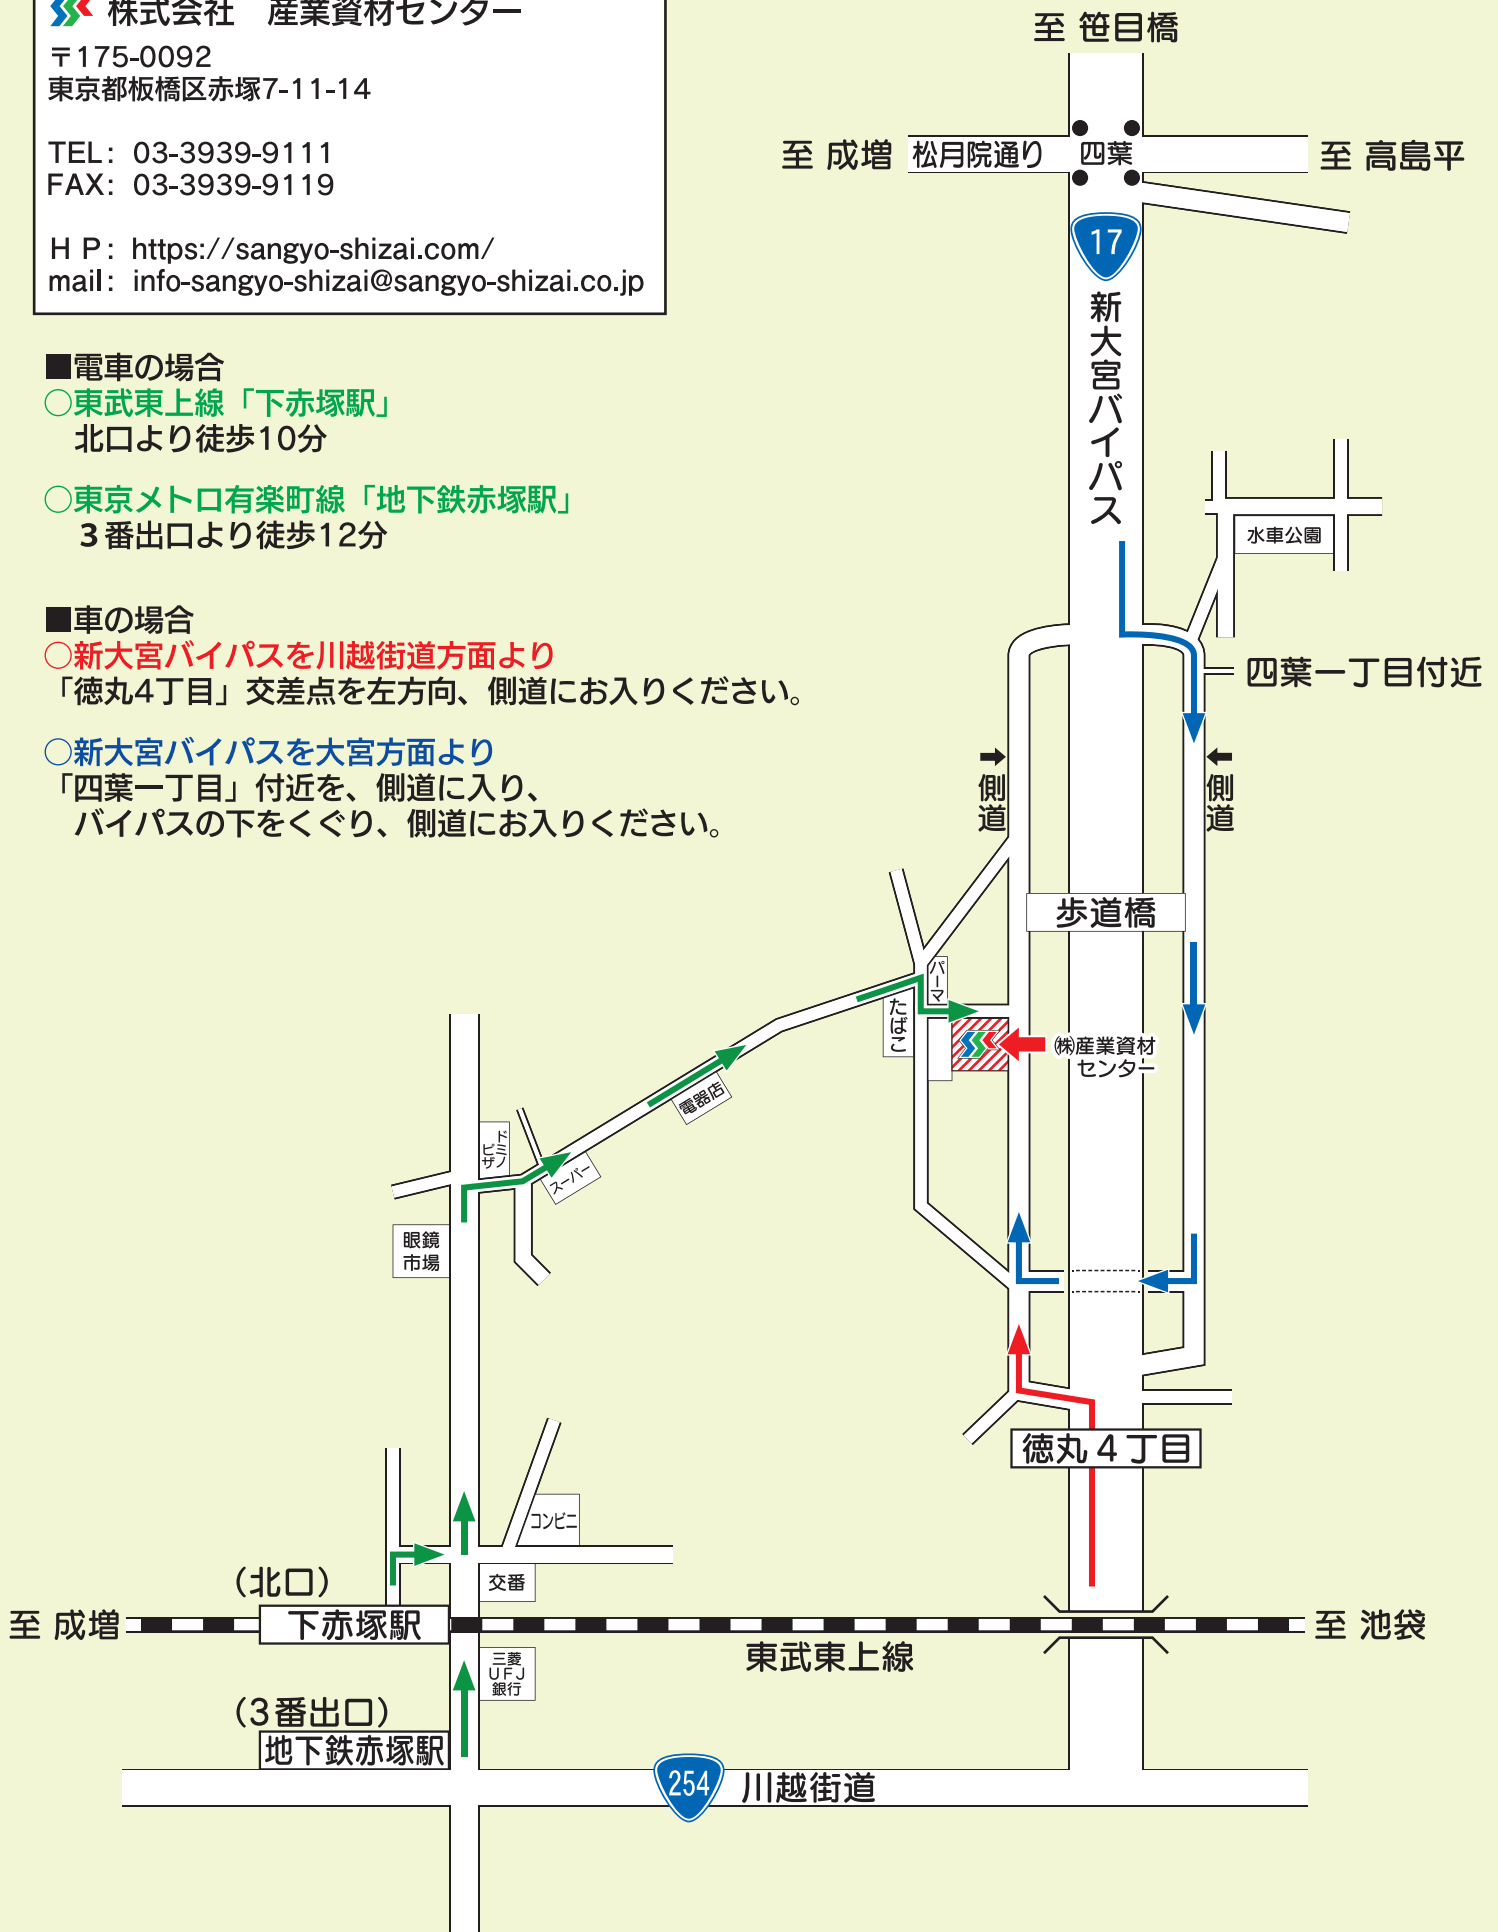 株式会社　産業資材センター
〒175-0092
東京都板橋区赤塚7-11-14
TEL: 03-3939-9111
FAX: 03-3939-9119
H P: https://sangyo-shizai.com/
mail: info-sangyo-shizai@sangyo-shizai.co.jp
■電車の場合
○東武東上線「下赤塚駅」
北口より徒歩10分
○東京メトロ有楽町線「地下鉄赤塚駅」
3番出口より徒歩12分
■車の場合
○新大宮バイパスを川越街道方面より
「徳丸4丁目」交差点を左方向、側道にお入りください。
○新大宮バイパスを大宮方面より
「四葉一丁目」付近を、側道に入り、
バイパスの下をくぐり、側道にお入りください。
至 笹目橋
至 成増
松月院通り
四葉
至 高島平
17
新大宮バイパス
水車公園
四葉一丁目付近
側道
側道
歩道橋
パーマ
たばこ
㈱産業資材
センター
電器店
ドミノ
ピザ
スーパー
眼鏡
市場
徳丸4丁目
コンビニ
交番
(北口)
至 成増
下赤塚駅
至 池袋
東武東上線
三菱
UFJ
銀行
(3番出口)
地下鉄赤塚駅
254
川越街道